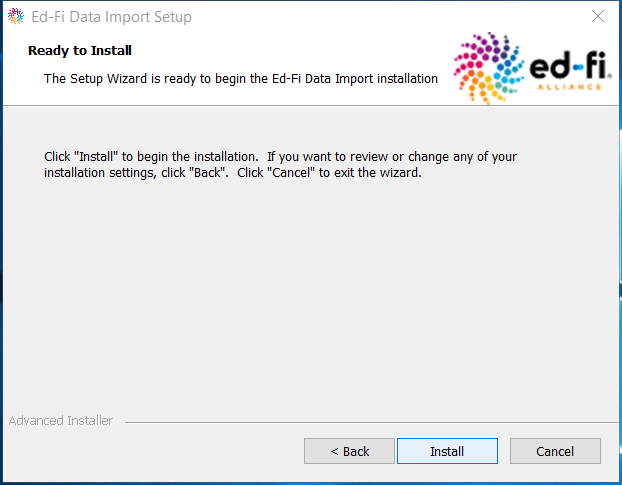 Ed-Fi Data Import Setup
Ready to Install
The Setup Wizard is ready to begin the Ed-Fi Data Import installation
ed-fi
ALLIANCE
Click "Install" to begin the installation.  If you want to review or change any of your
installation settings, click "Back".  Click "Cancel" to exit the wizard.
Advanced Installer
< Back
Install
Cancel